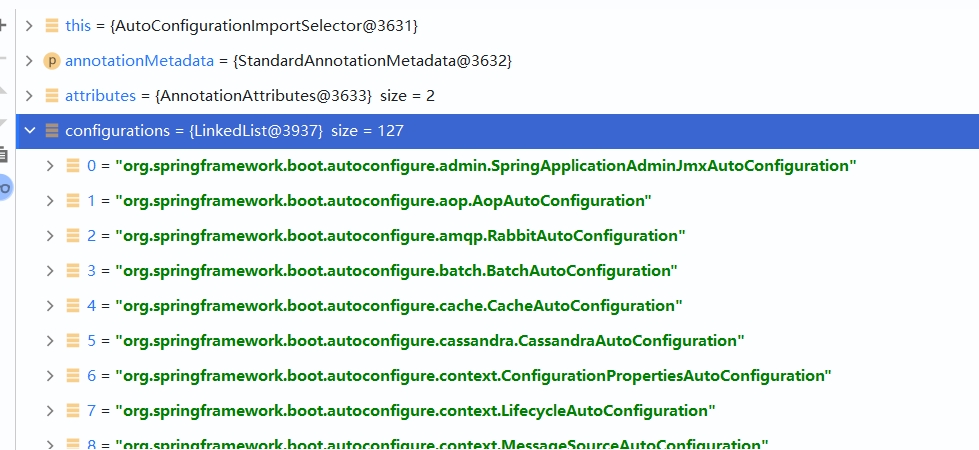 this = {AutoConfigurationImportSelector@3631}
p annotationMetadata = {StandardAnnotationMetadata@3632}
attributes = {AnnotationAttributes@3633} size = 2
configurations = {LinkedList@3937} size = 127
0 = "org.springframework.boot.autoconfigure.admin.SpringApplicationAdminJmxAutoConfiguration"
1 = "org.springframework.boot.autoconfigure.aop.AopAutoConfiguration"
2 = "org.springframework.boot.autoconfigure.amqp.RabbitAutoConfiguration"
3 = "org.springframework.boot.autoconfigure.batch.BatchAutoConfiguration"
4 = "org.springframework.boot.autoconfigure.cache.CacheAutoConfiguration"
5 = "org.springframework.boot.autoconfigure.cassandra.CassandraAutoConfiguration"
6 = "org.springframework.boot.autoconfigure.context.ConfigurationPropertiesAutoConfiguration"
7 = "org.springframework.boot.autoconfigure.context.LifecycleAutoConfiguration"
8 = "org.springframework.boot.autoconfigure.context.MessageSourceAutoConfiguration"